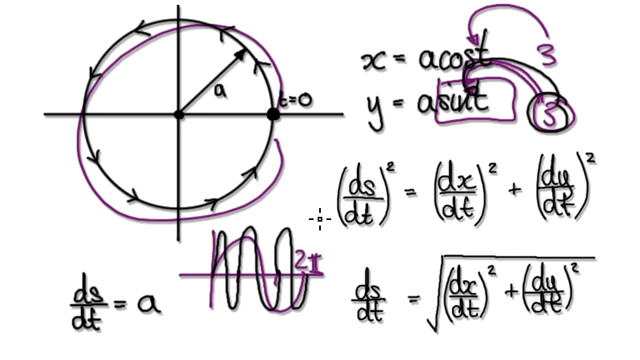 x = acost 3
a
t=0
y = asint 3
(ds/dt)² = (dx/dt)² + (dy/dt)²
2π
ds/dt = a
ds/dt = √((dx/dt)² + (dy/dt)²)